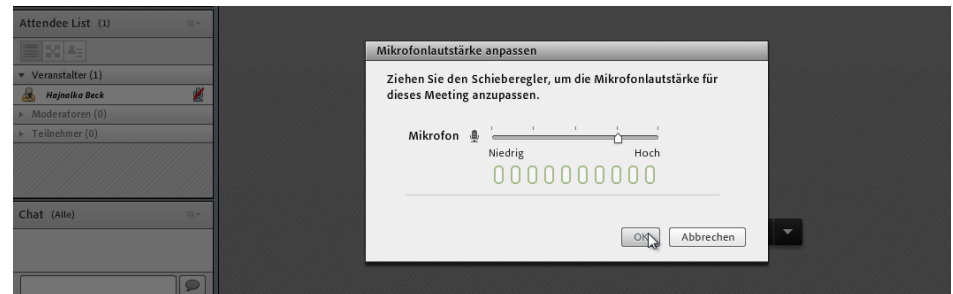 Attendee List (1)
Veranstalter (1)
Hajnalka Beck
Moderatoren (0)
Teilnehmer (0)
Chat (Alle)
Mikrofonlautstärke anpassen
Ziehen Sie den Schieberegler, um die Mikrofonlautstärke für
dieses Meeting anzupassen.
Mikrofon
Niedrig Hoch
OK Abbrechen